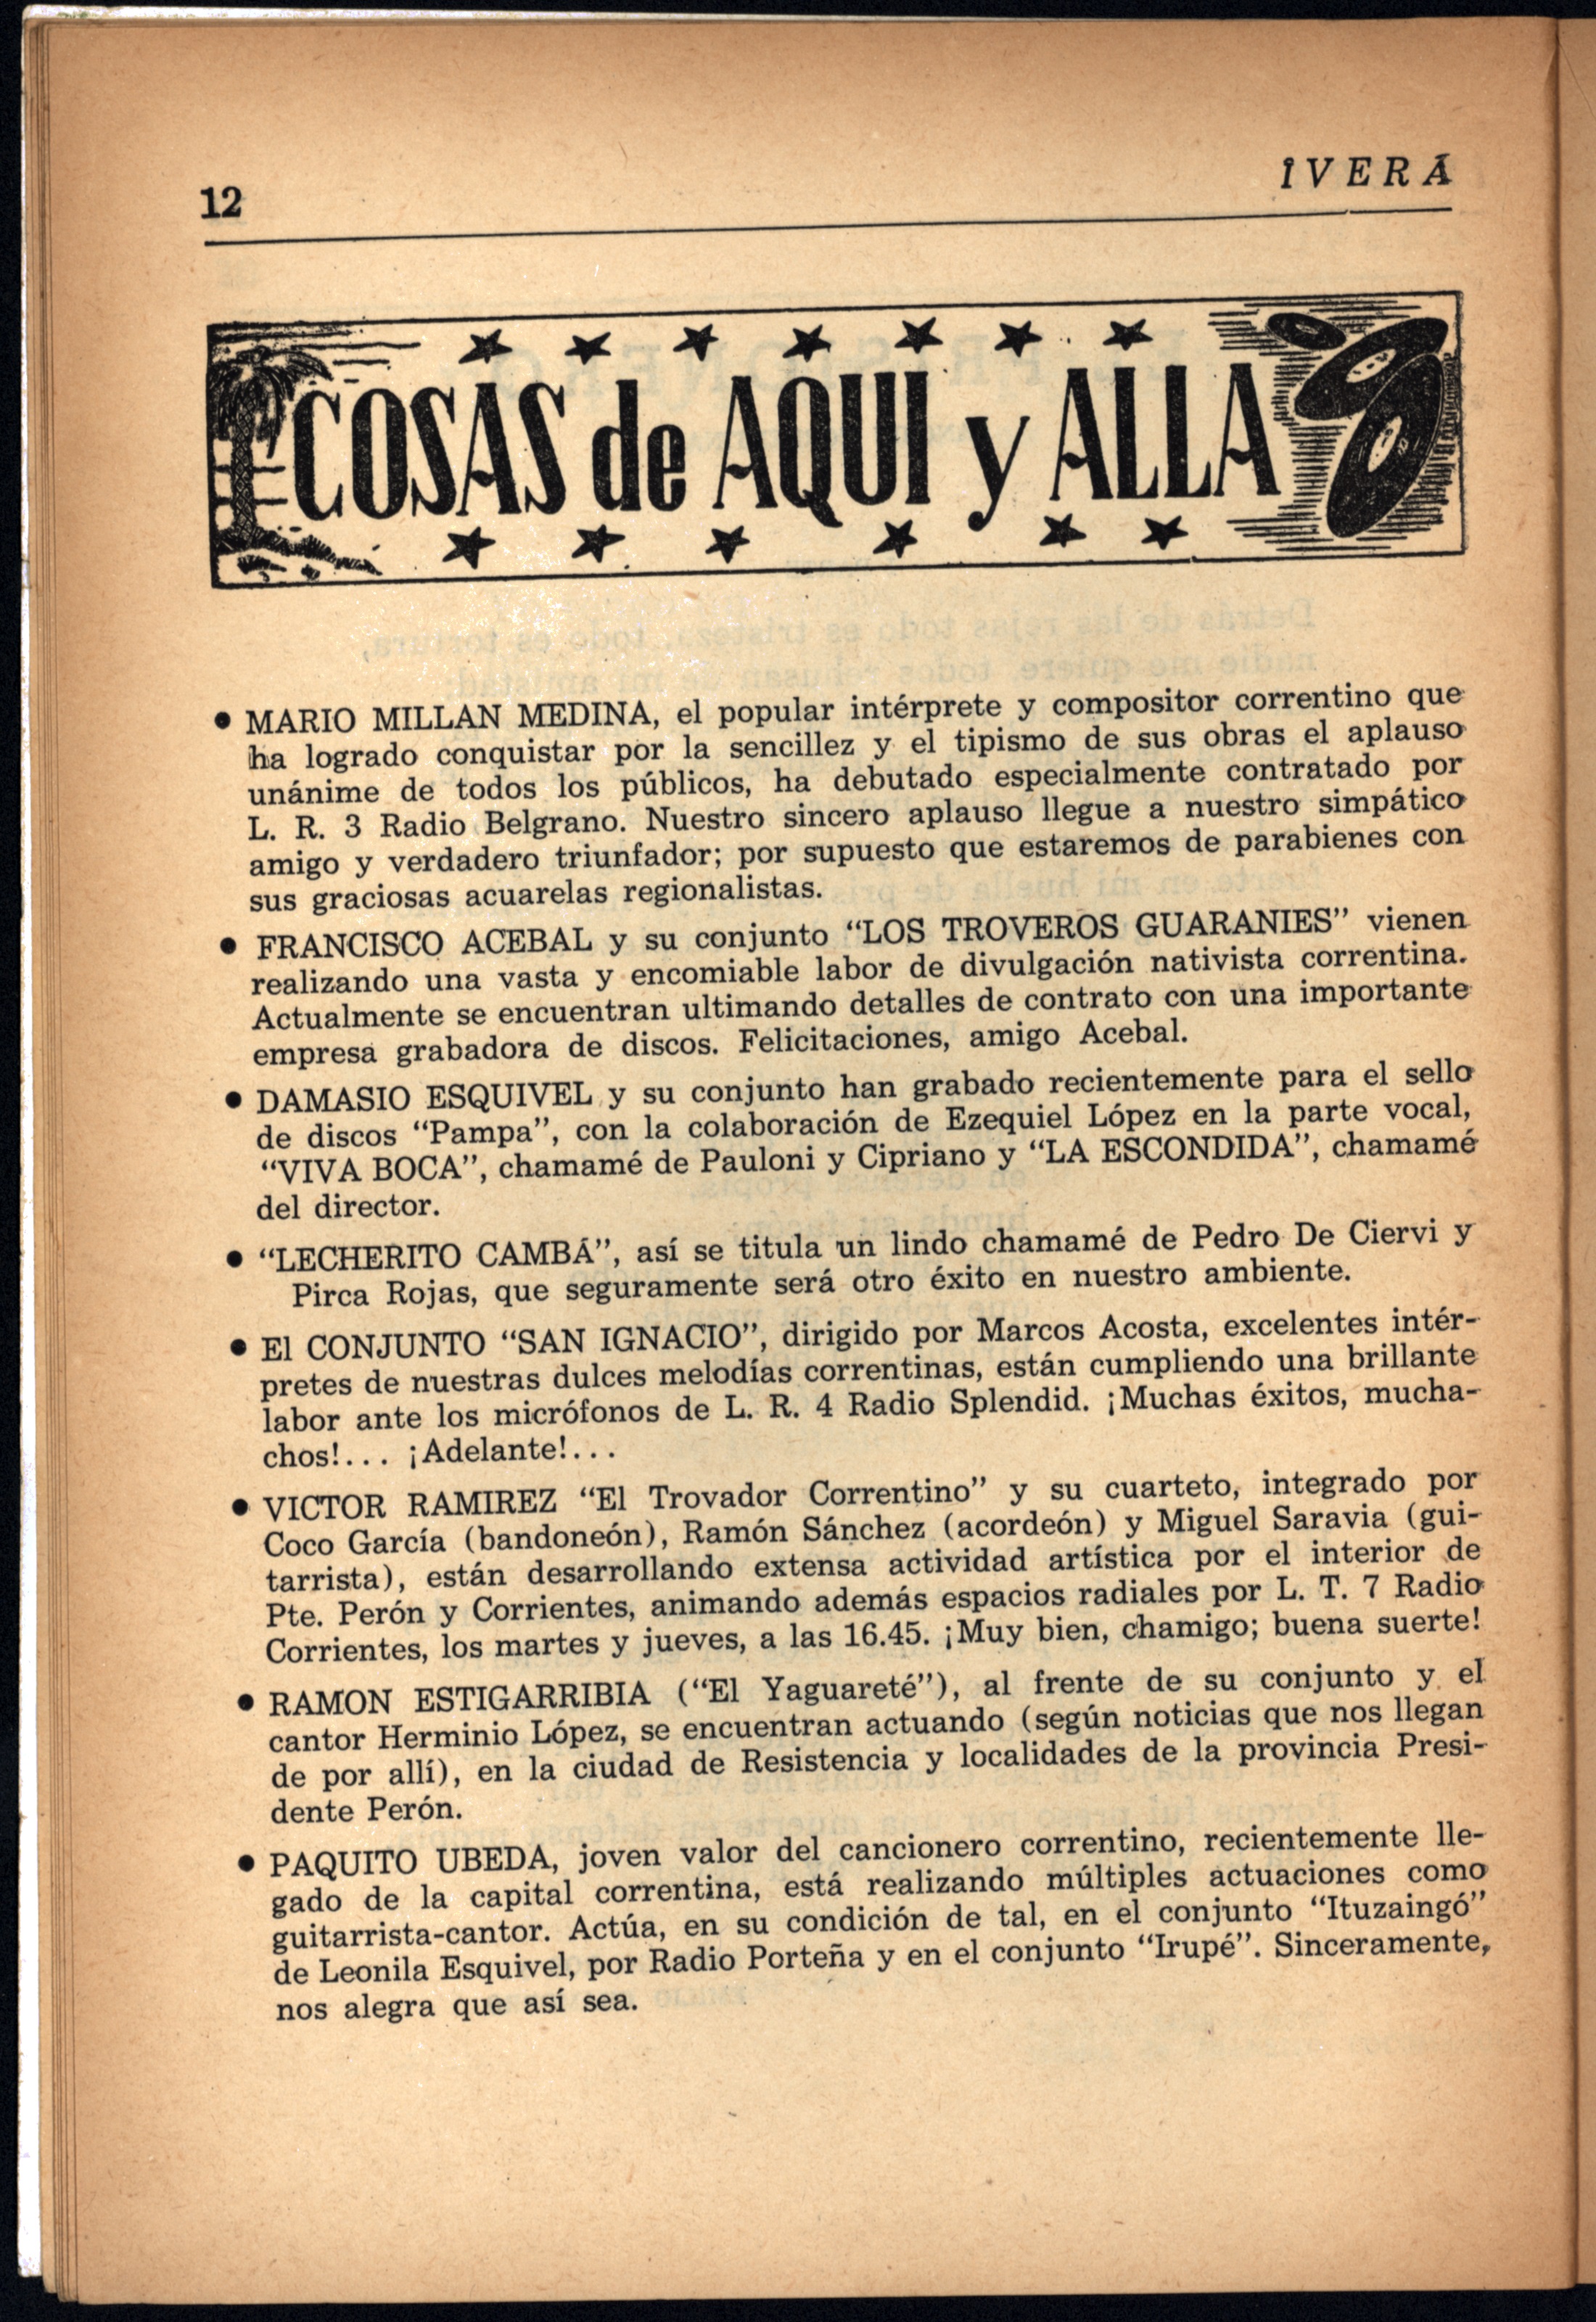 12
IVERÁ
COSAS de AQUI y ALLA
● MARIO MILLAN MEDINA, el popular intérprete y compositor correntino que
ha logrado conquistar por la sencillez y el tipismo de sus obras el aplauso
unánime de todos los públicos, ha debutado especialmente contratado por
L. R. 3 Radio Belgrano. Nuestro sincero aplauso llegue a nuestro simpático
amigo y verdadero triunfador; por supuesto que estaremos de parabienes con
sus graciosas acuarelas regionalistas.
● FRANCISCO ACEBAL y su conjunto “LOS TROVEROS GUARANIES” vienen
realizando una vasta y encomiable labor de divulgación nativista correntina.
Actualmente se encuentran ultimando detalles de contrato con una importante
empresa grabadora de discos. Felicitaciones, amigo Acebal.
● DAMASIO ESQUIVEL y su conjunto han grabado recientemente para el sello
de discos “Pampa”, con la colaboración de Ezequiel López en la parte vocal,
“VIVA BOCA”, chamamé de Pauloni y Cipriano y “LA ESCONDIDA”, chamamé
del director.
● “LECHERITO CAMBÁ”, así se titula un lindo chamamé de Pedro De Ciervi y
Pirca Rojas, que seguramente será otro éxito en nuestro ambiente.
● El CONJUNTO “SAN IGNACIO”, dirigido por Marcos Acosta, excelentes intér-
pretes de nuestras dulces melodías correntinas, están cumpliendo una brillante
labor ante los micrófonos de L. R. 4 Radio Splendid. ¡Muchas éxitos, mucha-
chos!... ¡Adelante!...
● VICTOR RAMIREZ “El Trovador Correntino” y su cuarteto, integrado por
Coco García (bandoneón), Ramón Sánchez (acordeón) y Miguel Saravia (gui-
tarrista), están desarrollando extensa actividad artística por el interior de
Pte. Perón y Corrientes, animando además espacios radiales por L. T. 7 Radio
Corrientes, los martes y jueves, a las 16.45. ¡Muy bien, chamigo; buena suerte!
● RAMON ESTIGARRIBIA (“El Yaguareté”), al frente de su conjunto y el
cantor Herminio López, se encuentran actuando (según noticias que nos llegan
de por allí), en la ciudad de Resistencia y localidades de la provincia Presi-
dente Perón.
● PAQUITO UBEDA, joven valor del cancionero correntino, recientemente lle-
gado de la capital correntina, está realizando múltiples actuaciones como
guitarrista-cantor. Actúa, en su condición de tal, en el conjunto “Ituzaingó”
de Leonila Esquivel, por Radio Porteña y en el conjunto “Irupé”. Sinceramente,
nos alegra que así sea.